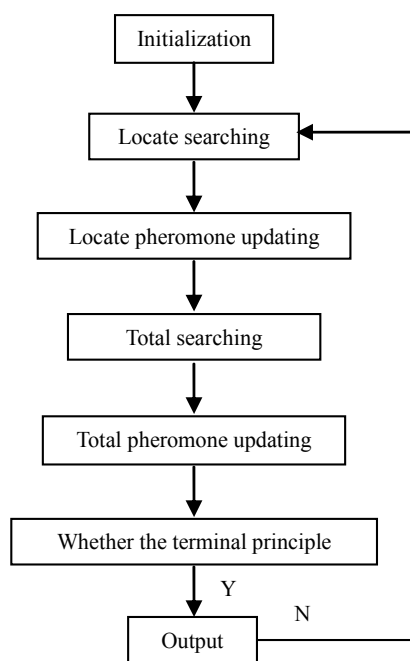 Initialization
Locate searching
Locate pheromone updating
Total searching
Total pheromone updating
Whether the terminal principle
Y
N
Output